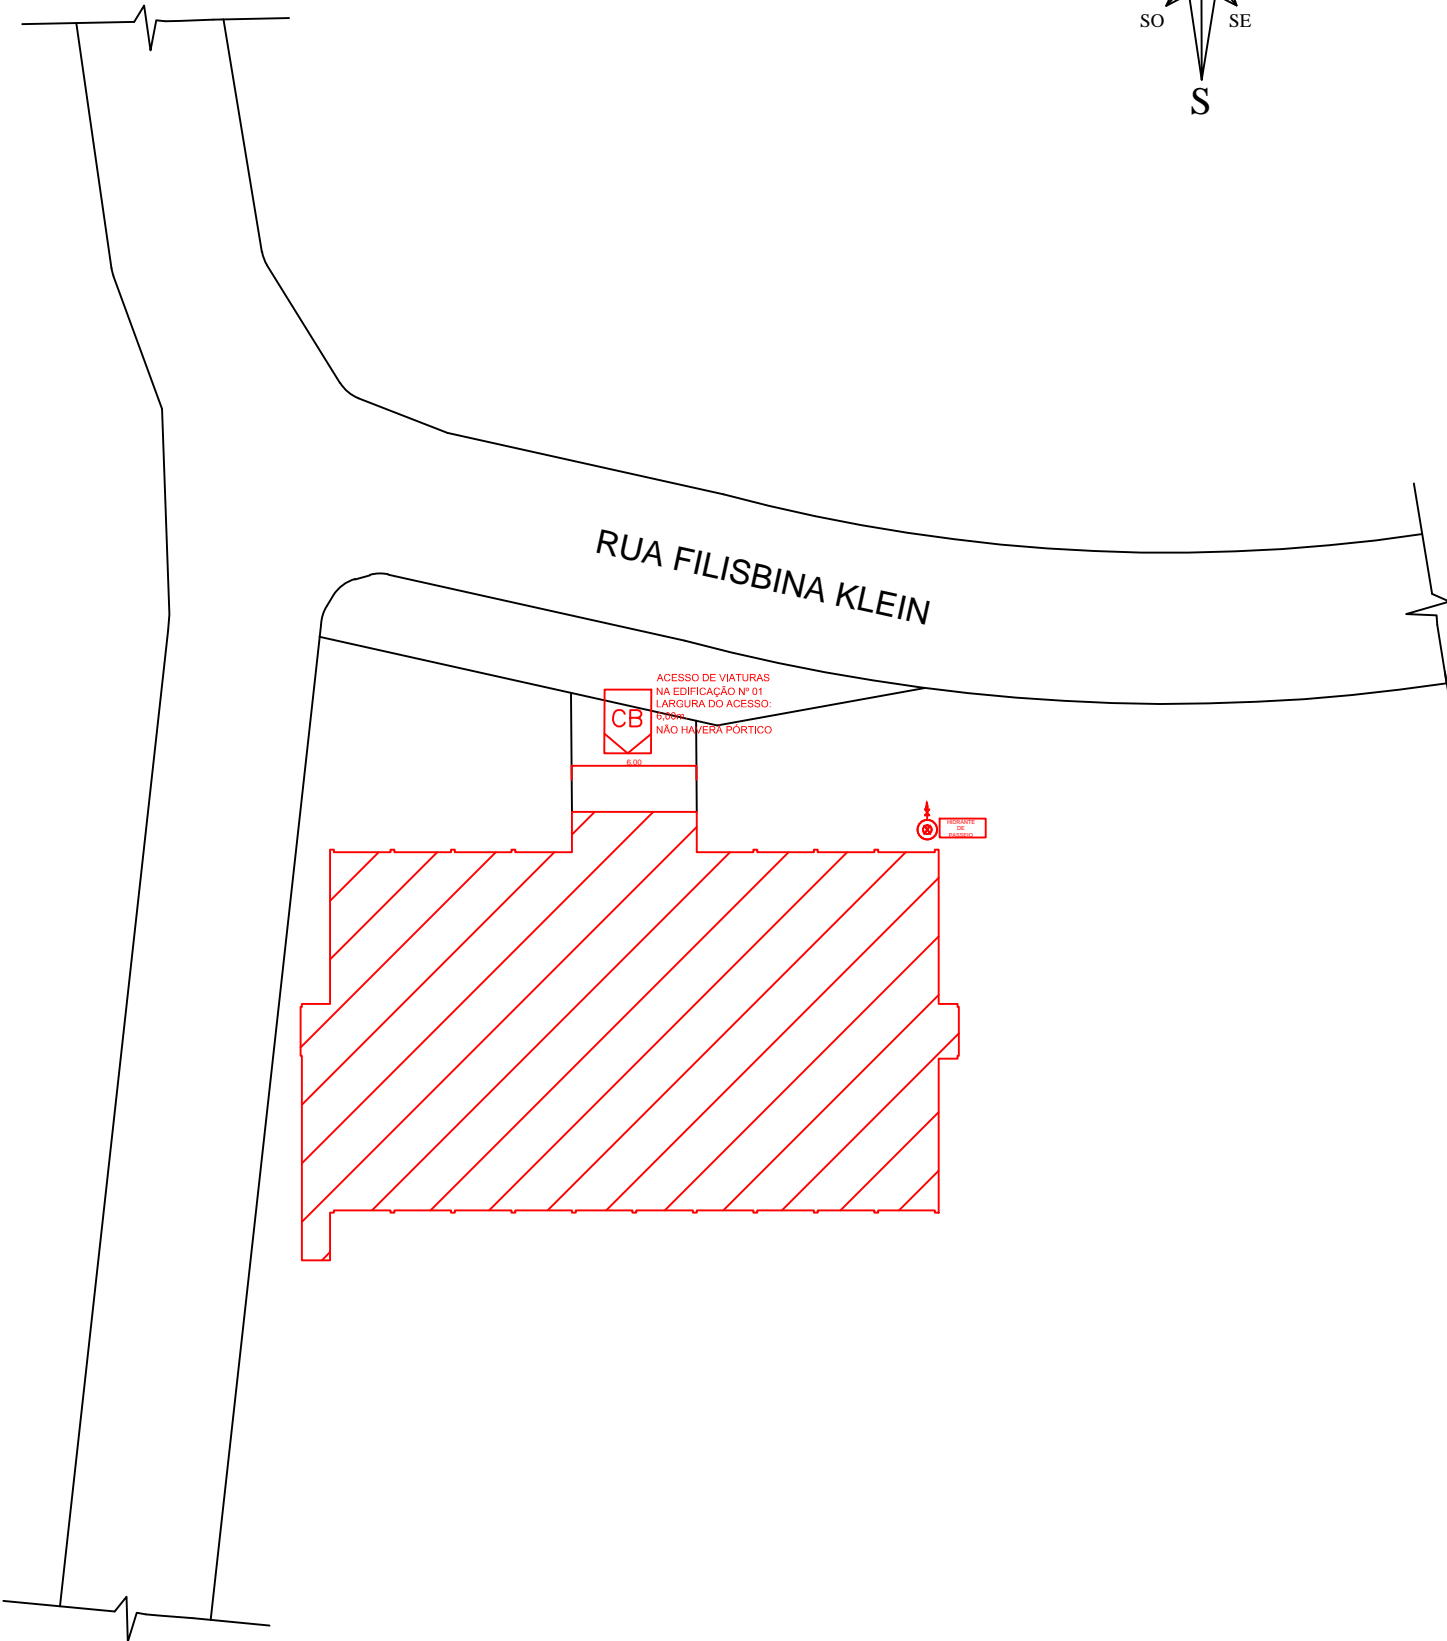 SO
SE
S
RUA FILISBINA KLEIN
ACESSO DE VIATURAS
NA EDIFICAÇÃO Nº 01
LARGURA DO ACESSO:
6,00m
NÃO HAVERÁ PÓRTICO
CB
6,00
HIDRANTE
DE
PASSEIO